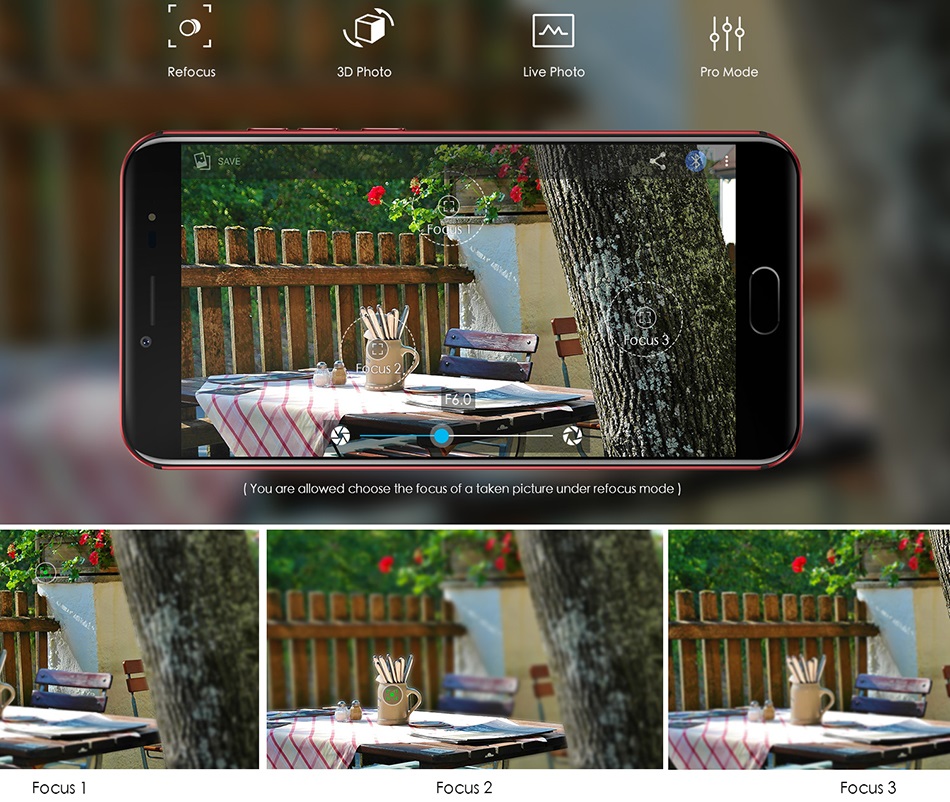 Refocus
3D Photo
Live Photo
Pro Mode
SAVE
Focus 1
Focus 3
Focus 2
F6.0
( You are allowed choose the focus of a taken picture under refocus mode )
Focus 1
Focus 2
Focus 3